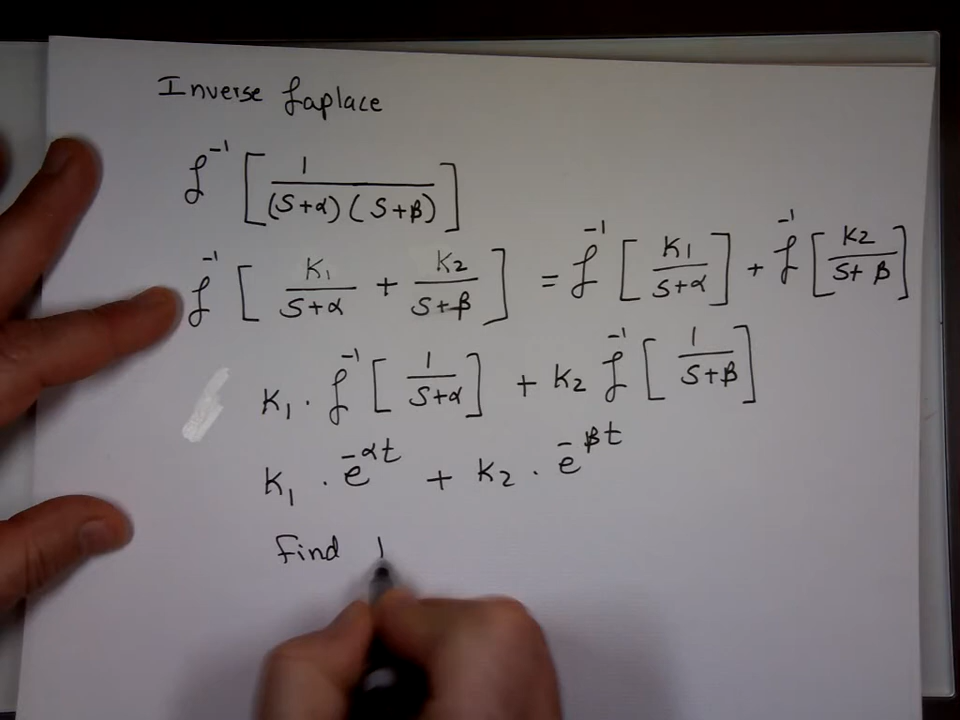 Inverse Laplace
ℒ⁻¹ [ 1 / (S+α)(S+β) ]
ℒ⁻¹ [ K₁ / S+α + K₂ / S+β ] = ℒ⁻¹ [ K₁ / S+α ] + ℒ⁻¹ [ K₂ / S+β ]
K₁ · ℒ⁻¹ [ 1 / S+α ] + K₂ ℒ⁻¹ [ 1 / S+β ]
K₁ · e^(-αt) + K₂ · e^(-βt)
Find